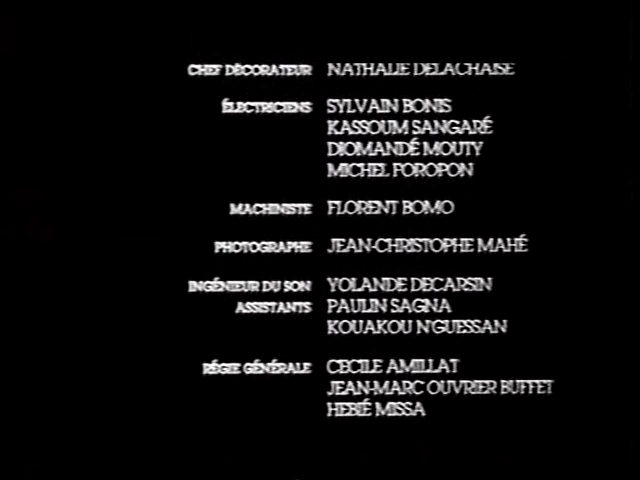 CHEF DÉCORATEUR NATHALIE DELACHAISE
ÉLECTRICIENS SYLVAIN BONIS
KASSOUM SANGARÉ
DIOMANDÉ MOUTY
MICHEL FOROPON
MACHINISTE FLORENT BOMO
PHOTOGRAPHE JEAN-CHRISTOPHE MAHÉ
INGÉNIEUR DU SON YOLANDE DECARSIN
ASSISTANTS PAULIN SAGNA
KOUAKOU N'GUESSAN
RÉGIE GÉNÉRALE CECILE AMILLAT
JEAN-MARC OUVRIER BUFFET
HEBIÉ MISSA